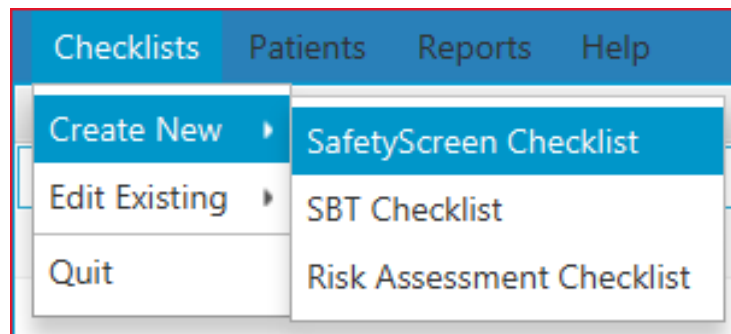 Checklists Patients Reports Help
Create New
Edit Existing
Quit
SafetyScreen Checklist
SBT Checklist
Risk Assessment Checklist